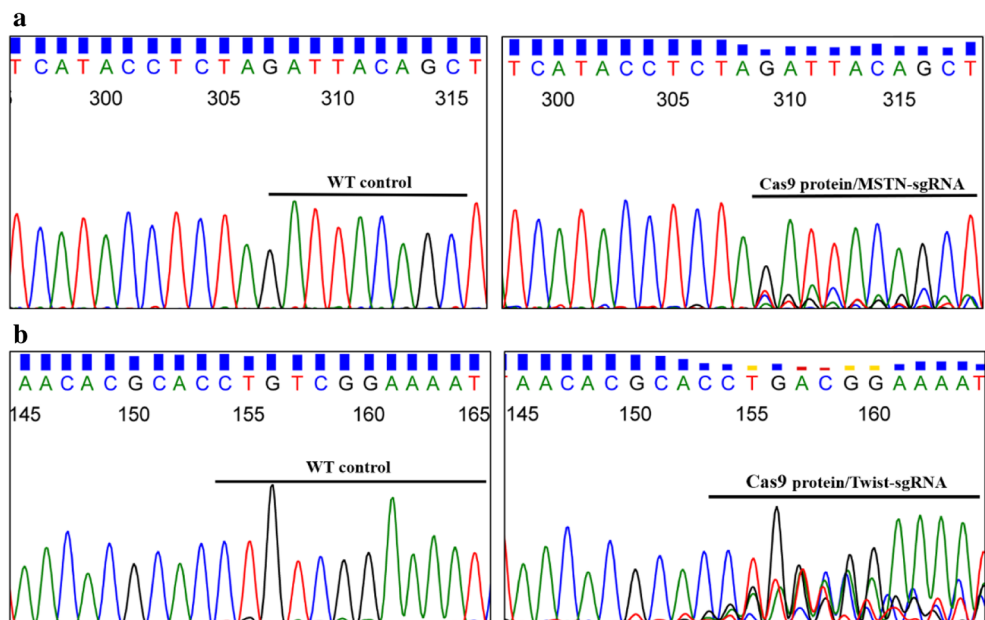 a
T C A T A C C T C T A G A T T A C A G C T
300 305 310 315
WT control
T C A T A C C T C T A G A T T A C A G C T
300 305 310 315
Cas9 protein/MSTN-sgRNA
b
A A C A C G C A C C T G T C G G A A A A T
145 150 155 160 165
WT control
A A C A C G C A C C T G A C G G A A A A T
145 150 155 160
Cas9 protein/Twist-sgRNA